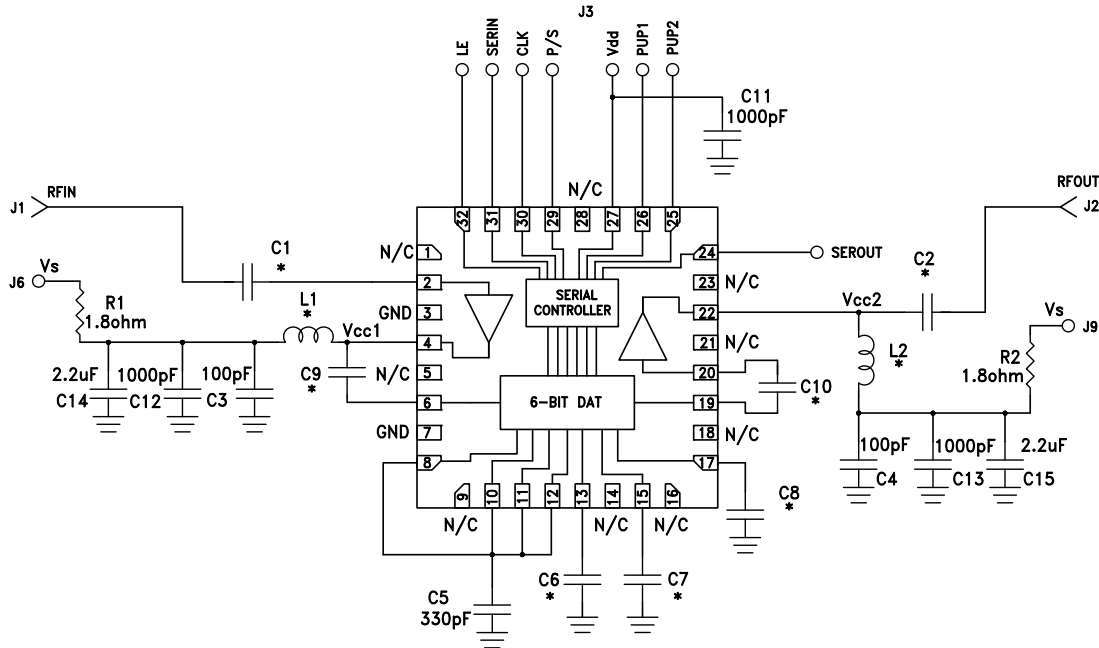 J3
LE
SERIN
CLK
P/S
Vdd
PUP1
PUP2
C11
1000pF
RFIN
J1
RFOUT
J2
N/C
32
31
30
29
28
27
26
25
C1
*
N/C
1
24
SEROUT
C2
*
Vs
J6
2
23
N/C
SERIAL
CONTROLLER
R1
1.8ohm
L1
*
GND
3
22
Vcc2
Vs
J9
Vcc1
4
21
N/C
L2
*
R2
1.8ohm
2.2uF
1000pF
100pF
C14
C12
C3
C9
*
N/C
5
20
C10
*
6
6-BIT DAT
19
GND
7
18
N/C
100pF
1000pF
2.2uF
C4
C13
C15
8
17
C8
*
9
10
11
12
13
14
15
16
N/C
N/C
N/C
C5
330pF
C6
*
C7
*